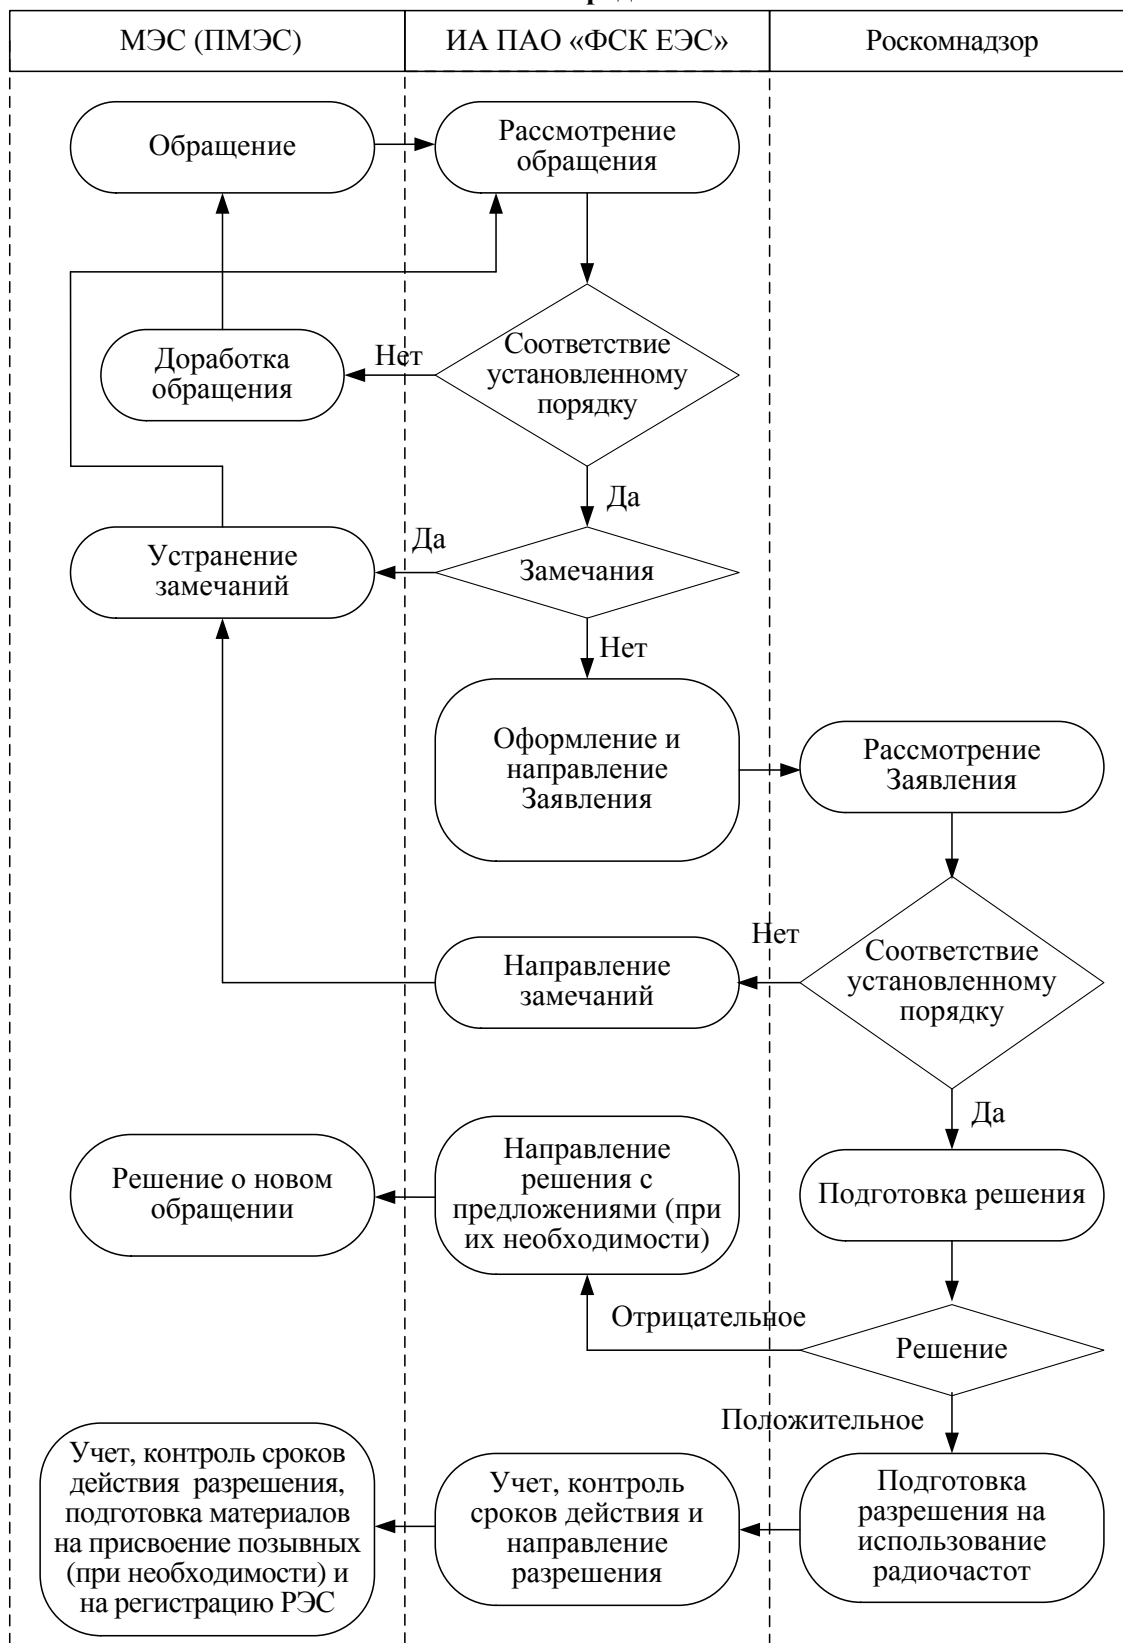 МЭС (ПМЭС)
ИА ПАО «ФСК ЕЭС»
Роскомнадзор
Обращение
Рассмотрение
обращения
Доработка
обращения
Нет
Соответствие
установленному
порядку
Да
Устранение
замечаний
Да
Замечания
Нет
Оформление и
направление
Заявления
Рассмотрение
Заявления
Направление
замечаний
Нет
Соответствие
установленному
порядку
Да
Решение о новом
обращении
Направление
решения с
предложениями (при
их необходимости)
Подготовка решения
Отрицательное
Решение
Положительное
Учет, контроль сроков
действия разрешения,
подготовка материалов
на присвоение позывных
(при необходимости) и
на регистрацию РЭС
Учет, контроль
сроков действия и
направление
разрешения
Подготовка
разрешения на
использование
радиочастот